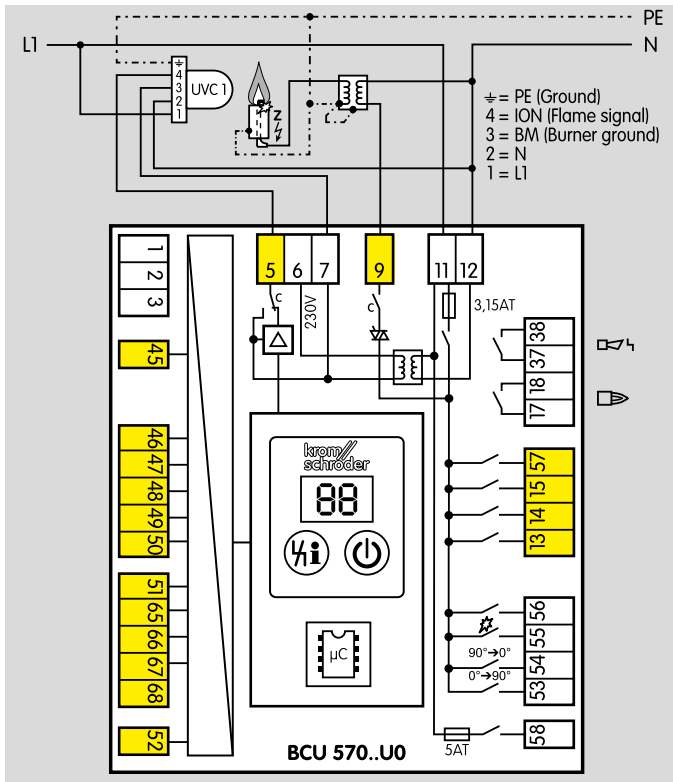 PE
L1
N
4
3
2
1
UVC 1
Z
⏚ = PE (Ground)
4 = ION (Flame signal)
3 = BM (Burner ground)
2 = N
1 = L1
1
2
3
5
6
7
9
11
12
c
230V
c
3,15AT
38
37
18
17
45
46
47
48
49
50
51
65
66
67
68
52
krom//
schröder
88
i
µC
57
15
14
13
56
55
54
53
90°→0°
0°→90°
58
5AT
BCU 570..U0